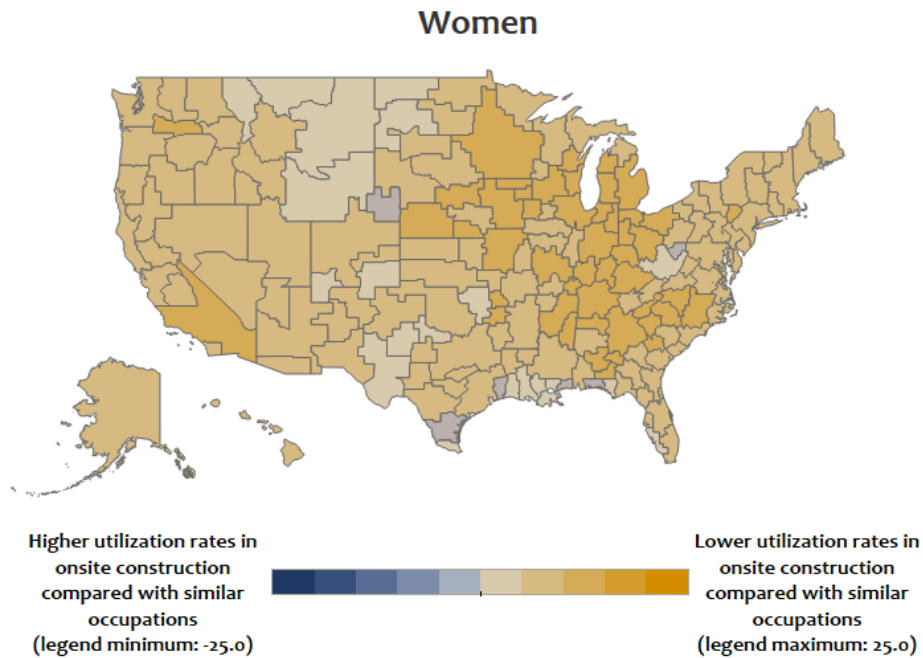 Women
Higher utilization rates in
onsite construction
compared with similar
occupations
(legend minimum: -25.0)
Lower utilization rates in
onsite construction
compared with similar
occupations
(legend maximum: 25.0)